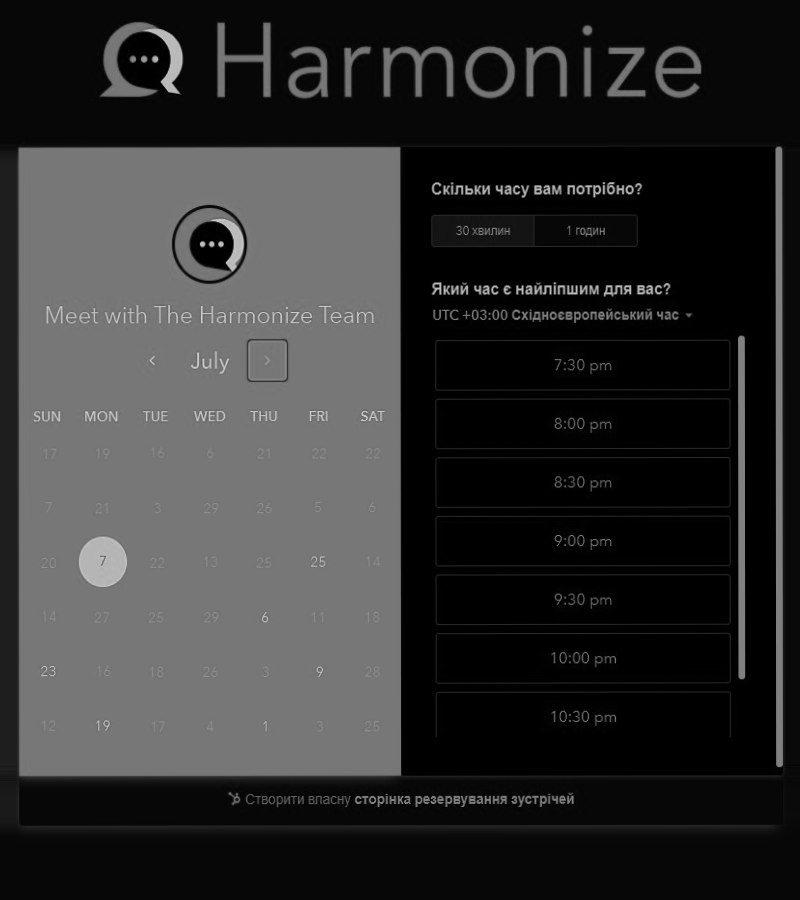 Harmonize
Meet with The Harmonize Team
July
SUN MON TUE WED THU FRI SAT
17 19 16 6 21 22 22
7 21 3 29 26 5 6
20 7 22 13 25 25 14
14 27 25 29 6 11 18
23 16 18 26 3 9 28
12 19 17 4 1 3 25
Скільки часу вам потрібно?
30 хвилин 1 годин
Який час є найліпшим для вас?
UTC +03:00 Східноєвропейський час
7:30 pm
8:00 pm
8:30 pm
9:00 pm
9:30 pm
10:00 pm
10:30 pm
Створити власну сторінка резервування зустрічей